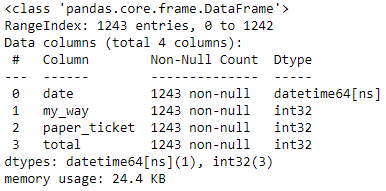 <class 'pandas.core.frame.DataFrame'>
RangeIndex: 1243 entries, 0 to 1242
Data columns (total 4 columns):
 #   Column        Non-Null Count  Dtype
---  ------        --------------  -----
 0   date          1243 non-null   datetime64[ns]
 1   my_way        1243 non-null   int32
 2   paper_ticket  1243 non-null   int32
 3   total         1243 non-null   int32
dtypes: datetime64[ns](1), int32(3)
memory usage: 24.4 KB